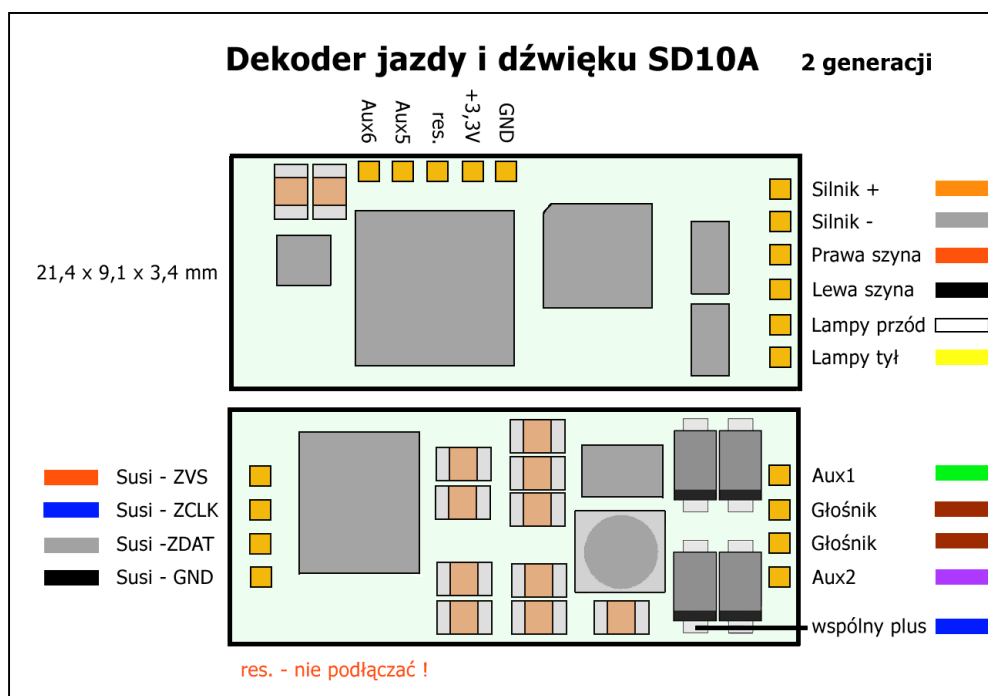 Dekoder jazdy i dźwięku SD10A 2 generacji
Aux6
Aux5
res.
+3,3V
GND
21,4 x 9,1 x 3,4 mm
Silnik +
Silnik -
Prawa szyna
Lewa szyna
Lampy przód
Lampy tył
Susi - ZVS
Susi - ZCLK
Susi -ZDAT
Susi - GND
Aux1
Głośnik
Głośnik
Aux2
wspólny plus
res. - nie podłączać !